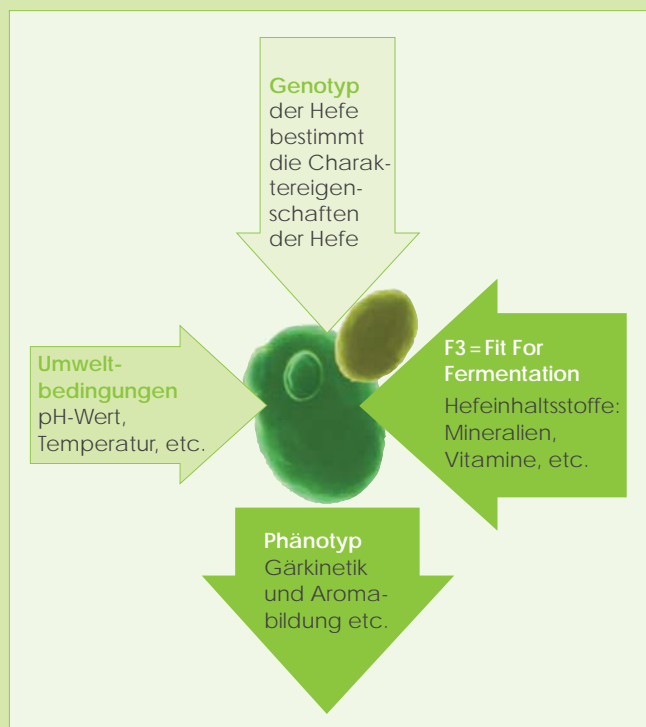 Genotyp
der Hefe
bestimmt
die Charak-
tereigen-
schaften
der Hefe
Umwelt-
bedingungen
pH-Wert,
Temperatur, etc.
F3 = Fit For
Fermentation
Hefeinhaltsstoffe:
Mineralien,
Vitamine, etc.
Phänotyp
Gärkinetik
und Aroma-
bildung etc.